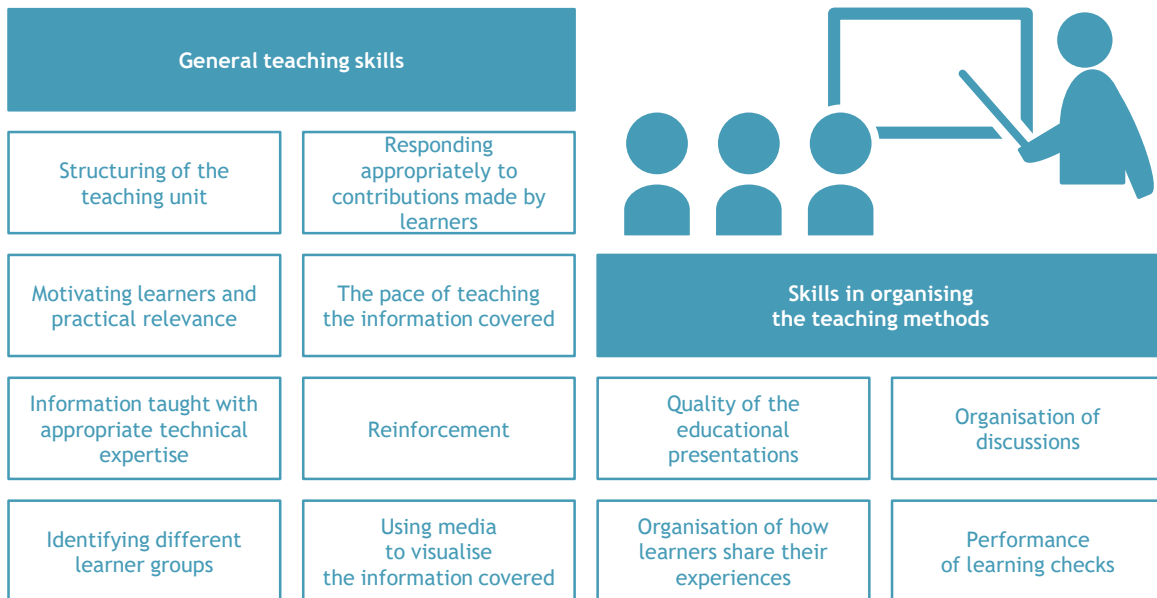 General teaching skills
Structuring of the
teaching unit
Responding
appropriately to
contributions made by
learners
Motivating learners and
practical relevance
The pace of teaching
the information covered
Information taught with
appropriate technical
expertise
Reinforcement
Identifying different
learner groups
Using media
to visualise
the information covered
Skills in organising
the teaching methods
Quality of the
educational
presentations
Organisation of
discussions
Organisation of how
learners share their
experiences
Performance
of learning checks